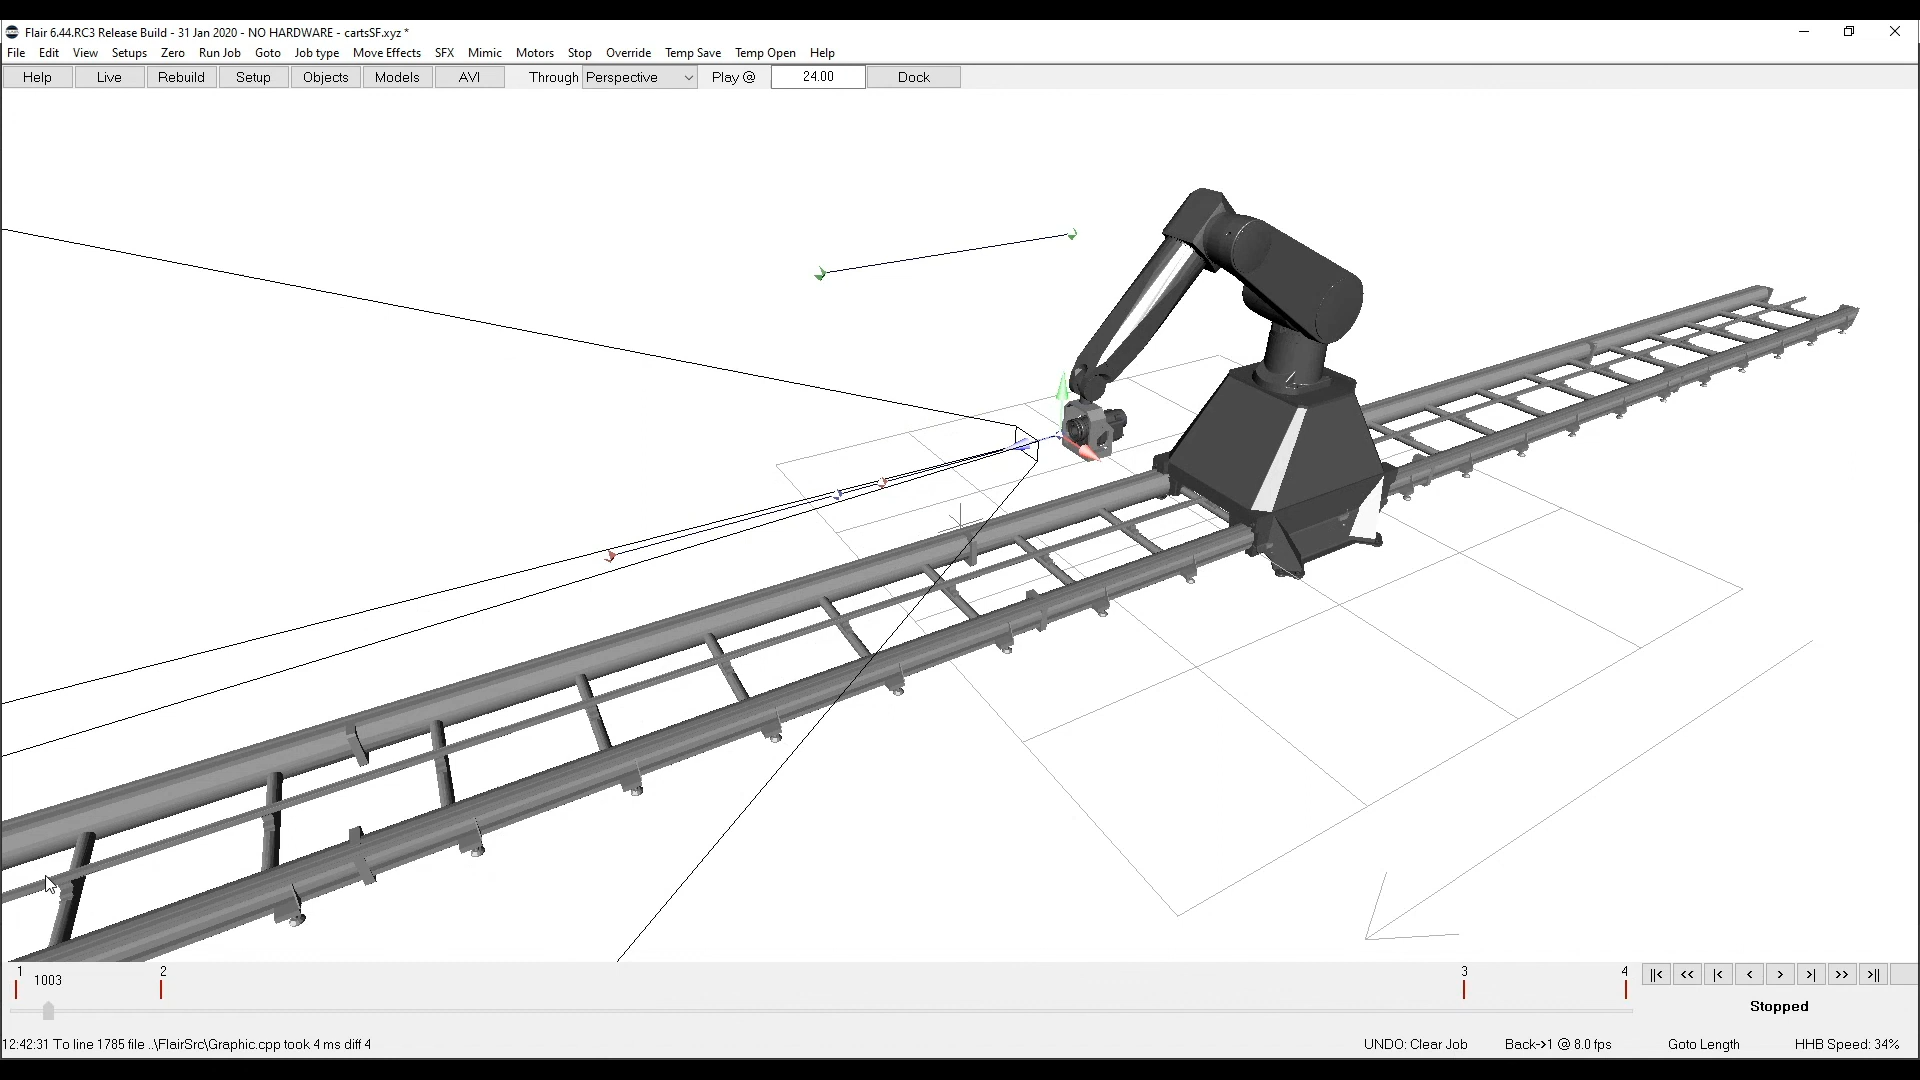 Flair 6.44.RC3 Release Build - 31 Jan 2020 - NO HARDWARE - cartsSF.xyz *
File Edit View Setups Zero Run Job Goto Job type Move Effects SFX Mimic Motors Stop Override Temp Save Temp Open Help
Help Live Rebuild Setup Objects Models AVI Through Perspective Play @ 24.00 Dock
1 2 3 4
1003
||< << |< < > >| >> >||
Stopped
12:42:31 To line 1785 file ..\FlairSrc\Graphic.cpp took 4 ms diff 4 UNDO: Clear Job Back->1 @ 8.0 fps Goto Length HHB Speed: 34%